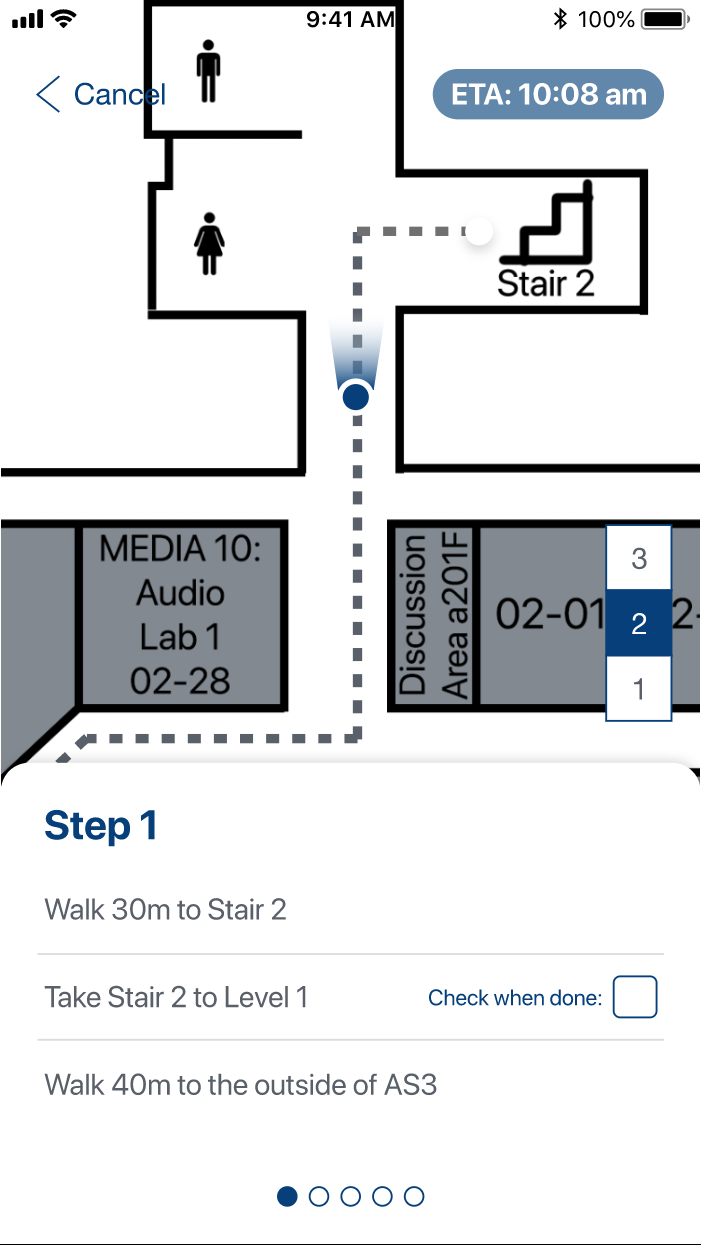 9:41 AM
100%
Cancel
ETA: 10:08 am
Stair 2
MEDIA 10:
Audio
Lab 1
02-28
Discussion
Area a201F
02-01
2-
3
2
1
Step 1
Walk 30m to Stair 2
Take Stair 2 to Level 1
Check when done:
Walk 40m to the outside of AS3